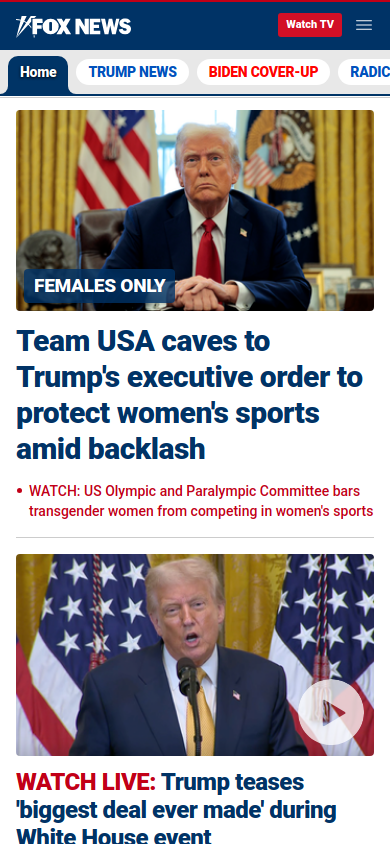 FOX NEWS
Watch TV
Home
TRUMP NEWS
BIDEN COVER-UP
RADIC
FEMALES ONLY
Team USA caves to
Trump's executive order to
protect women's sports
amid backlash
• WATCH: US Olympic and Paralympic Committee bars
transgender women from competing in women's sports
WATCH LIVE: Trump teases
'biggest deal ever made' during
White House event